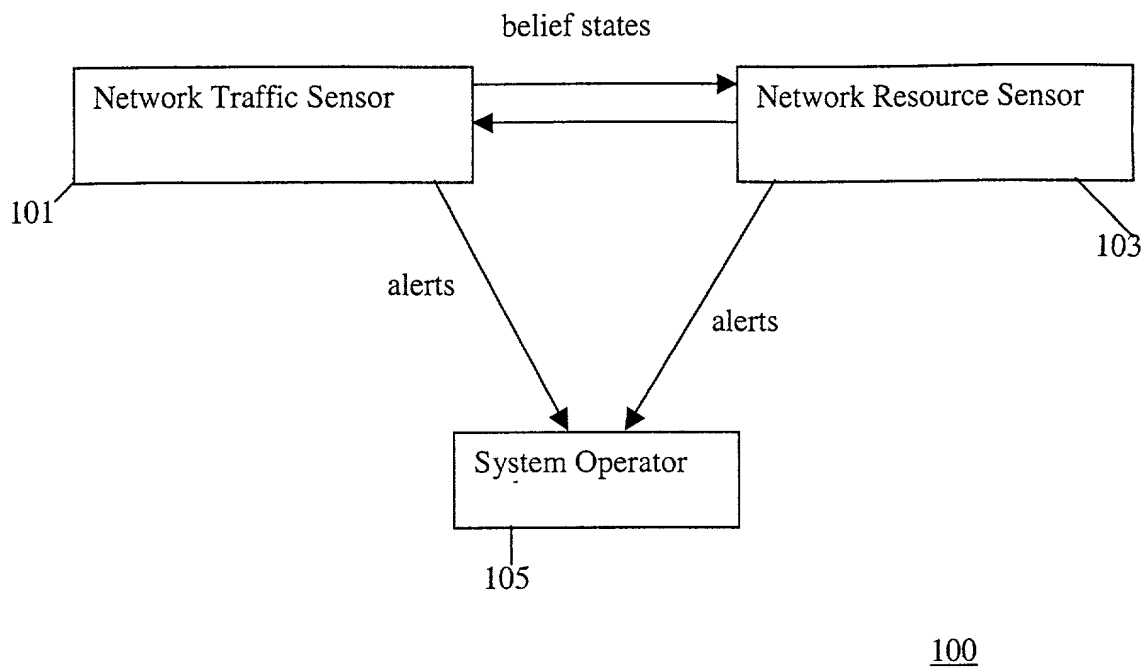 belief states
Network Traffic Sensor
Network Resource Sensor
101
103
alerts
alerts
System Operator
105
100